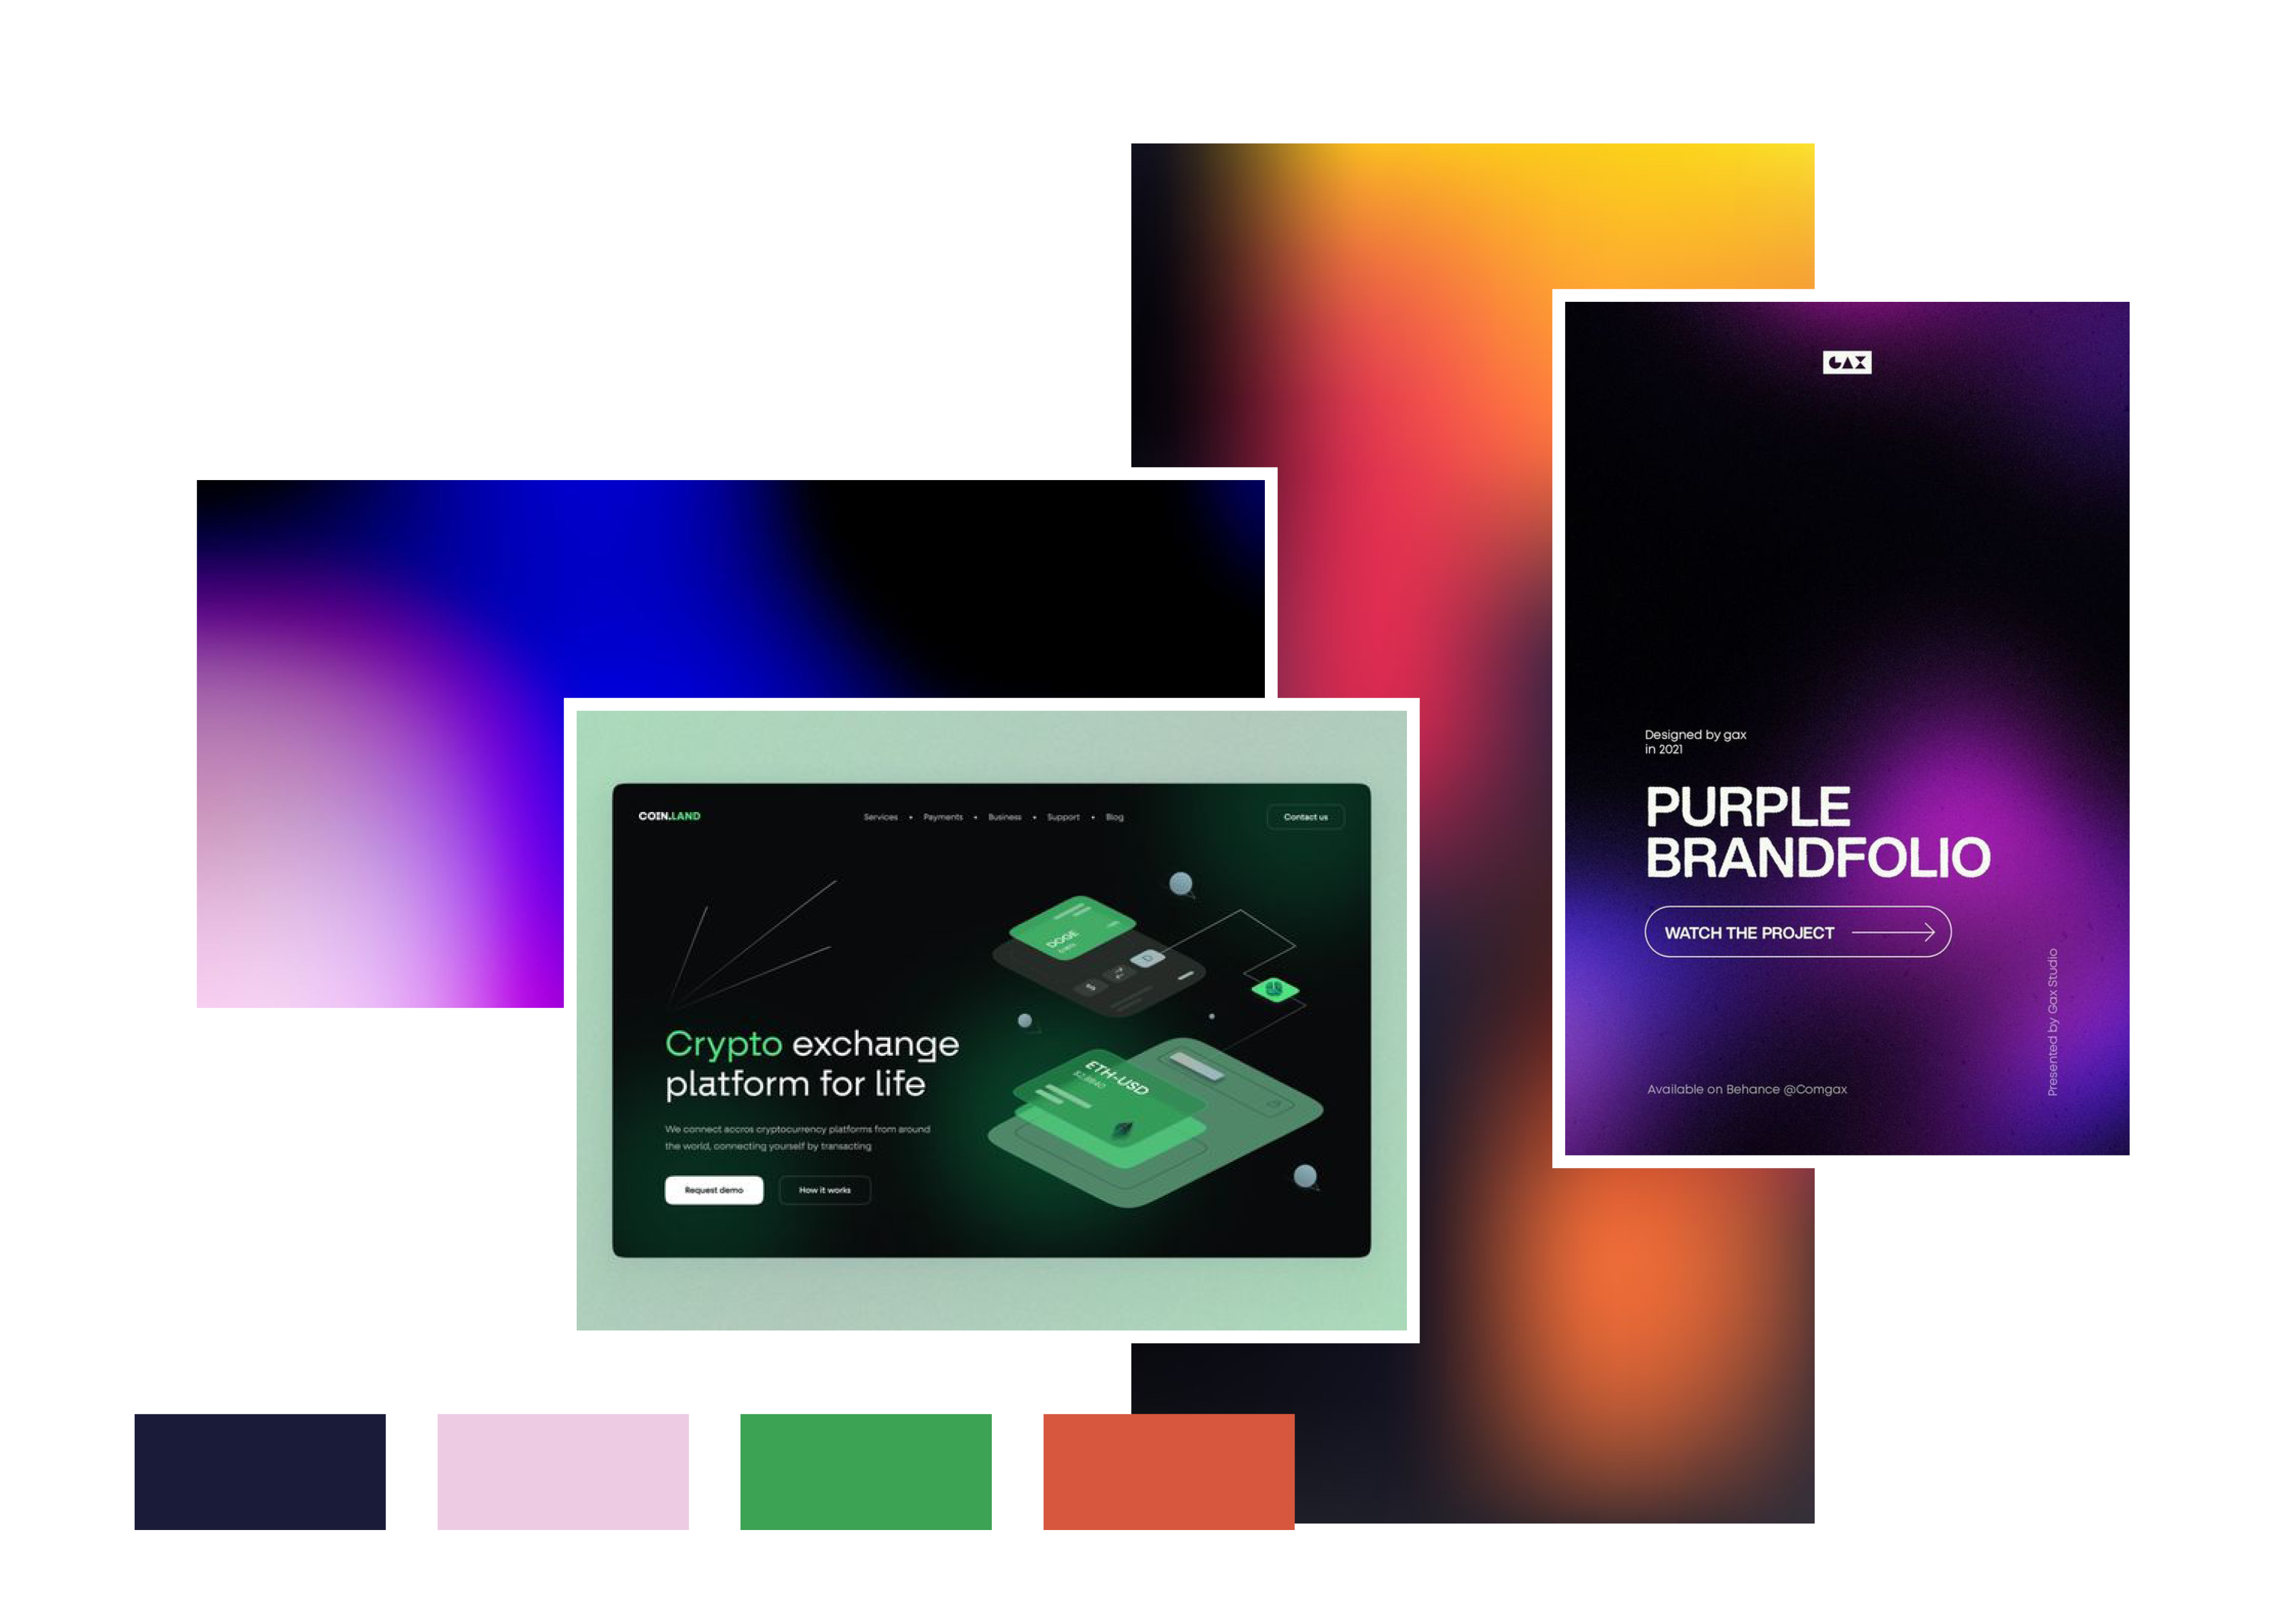 GAX
Designed by gax
in 2021
PURPLE
BRANDFOLIO
WATCH THE PROJECT
Presented by Gax Studio
Available on Behance @Comgax
COIN.LAND
Services • Payments • Business • Support • Blog
Contact us
DOGE
ETH-USD
Crypto exchange
platform for life
We connect accros cryptocurrency platforms from around
the world, connecting yourself by transacting
Request demo
How it works